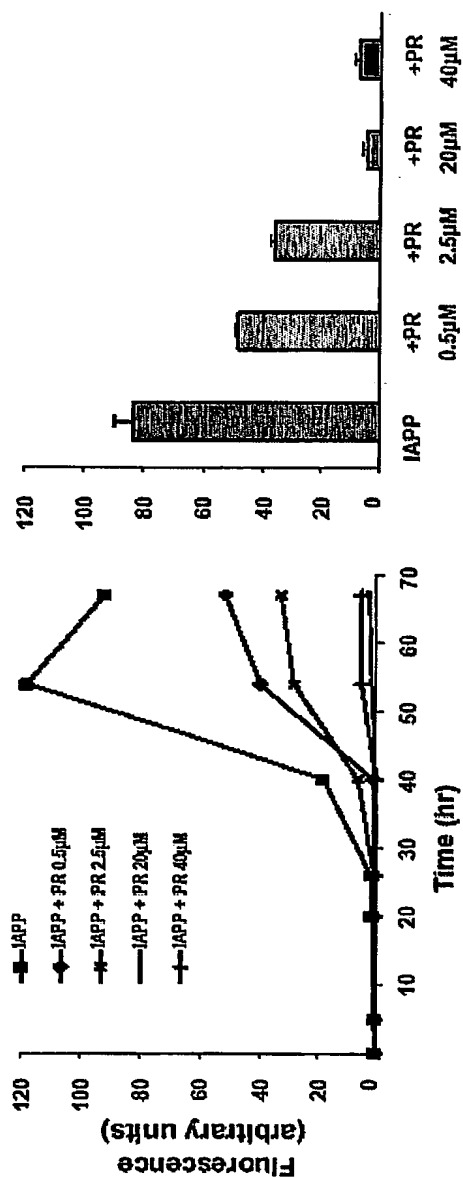 Fluorescence
(arbitrary units)
120
100
80
60
40
20
0
IAPP
IAPP + PR 0.5µM
IAPP + PR 2.5µM
IAPP + PR 20µM
IAPP + PR 40µM
10
20
26
40
50
60
70
Time (hr)
120
100
80
60
40
20
0
IAPP
+PR +PR +PR +PR
0.5µM 2.5µM 20µM 40µM